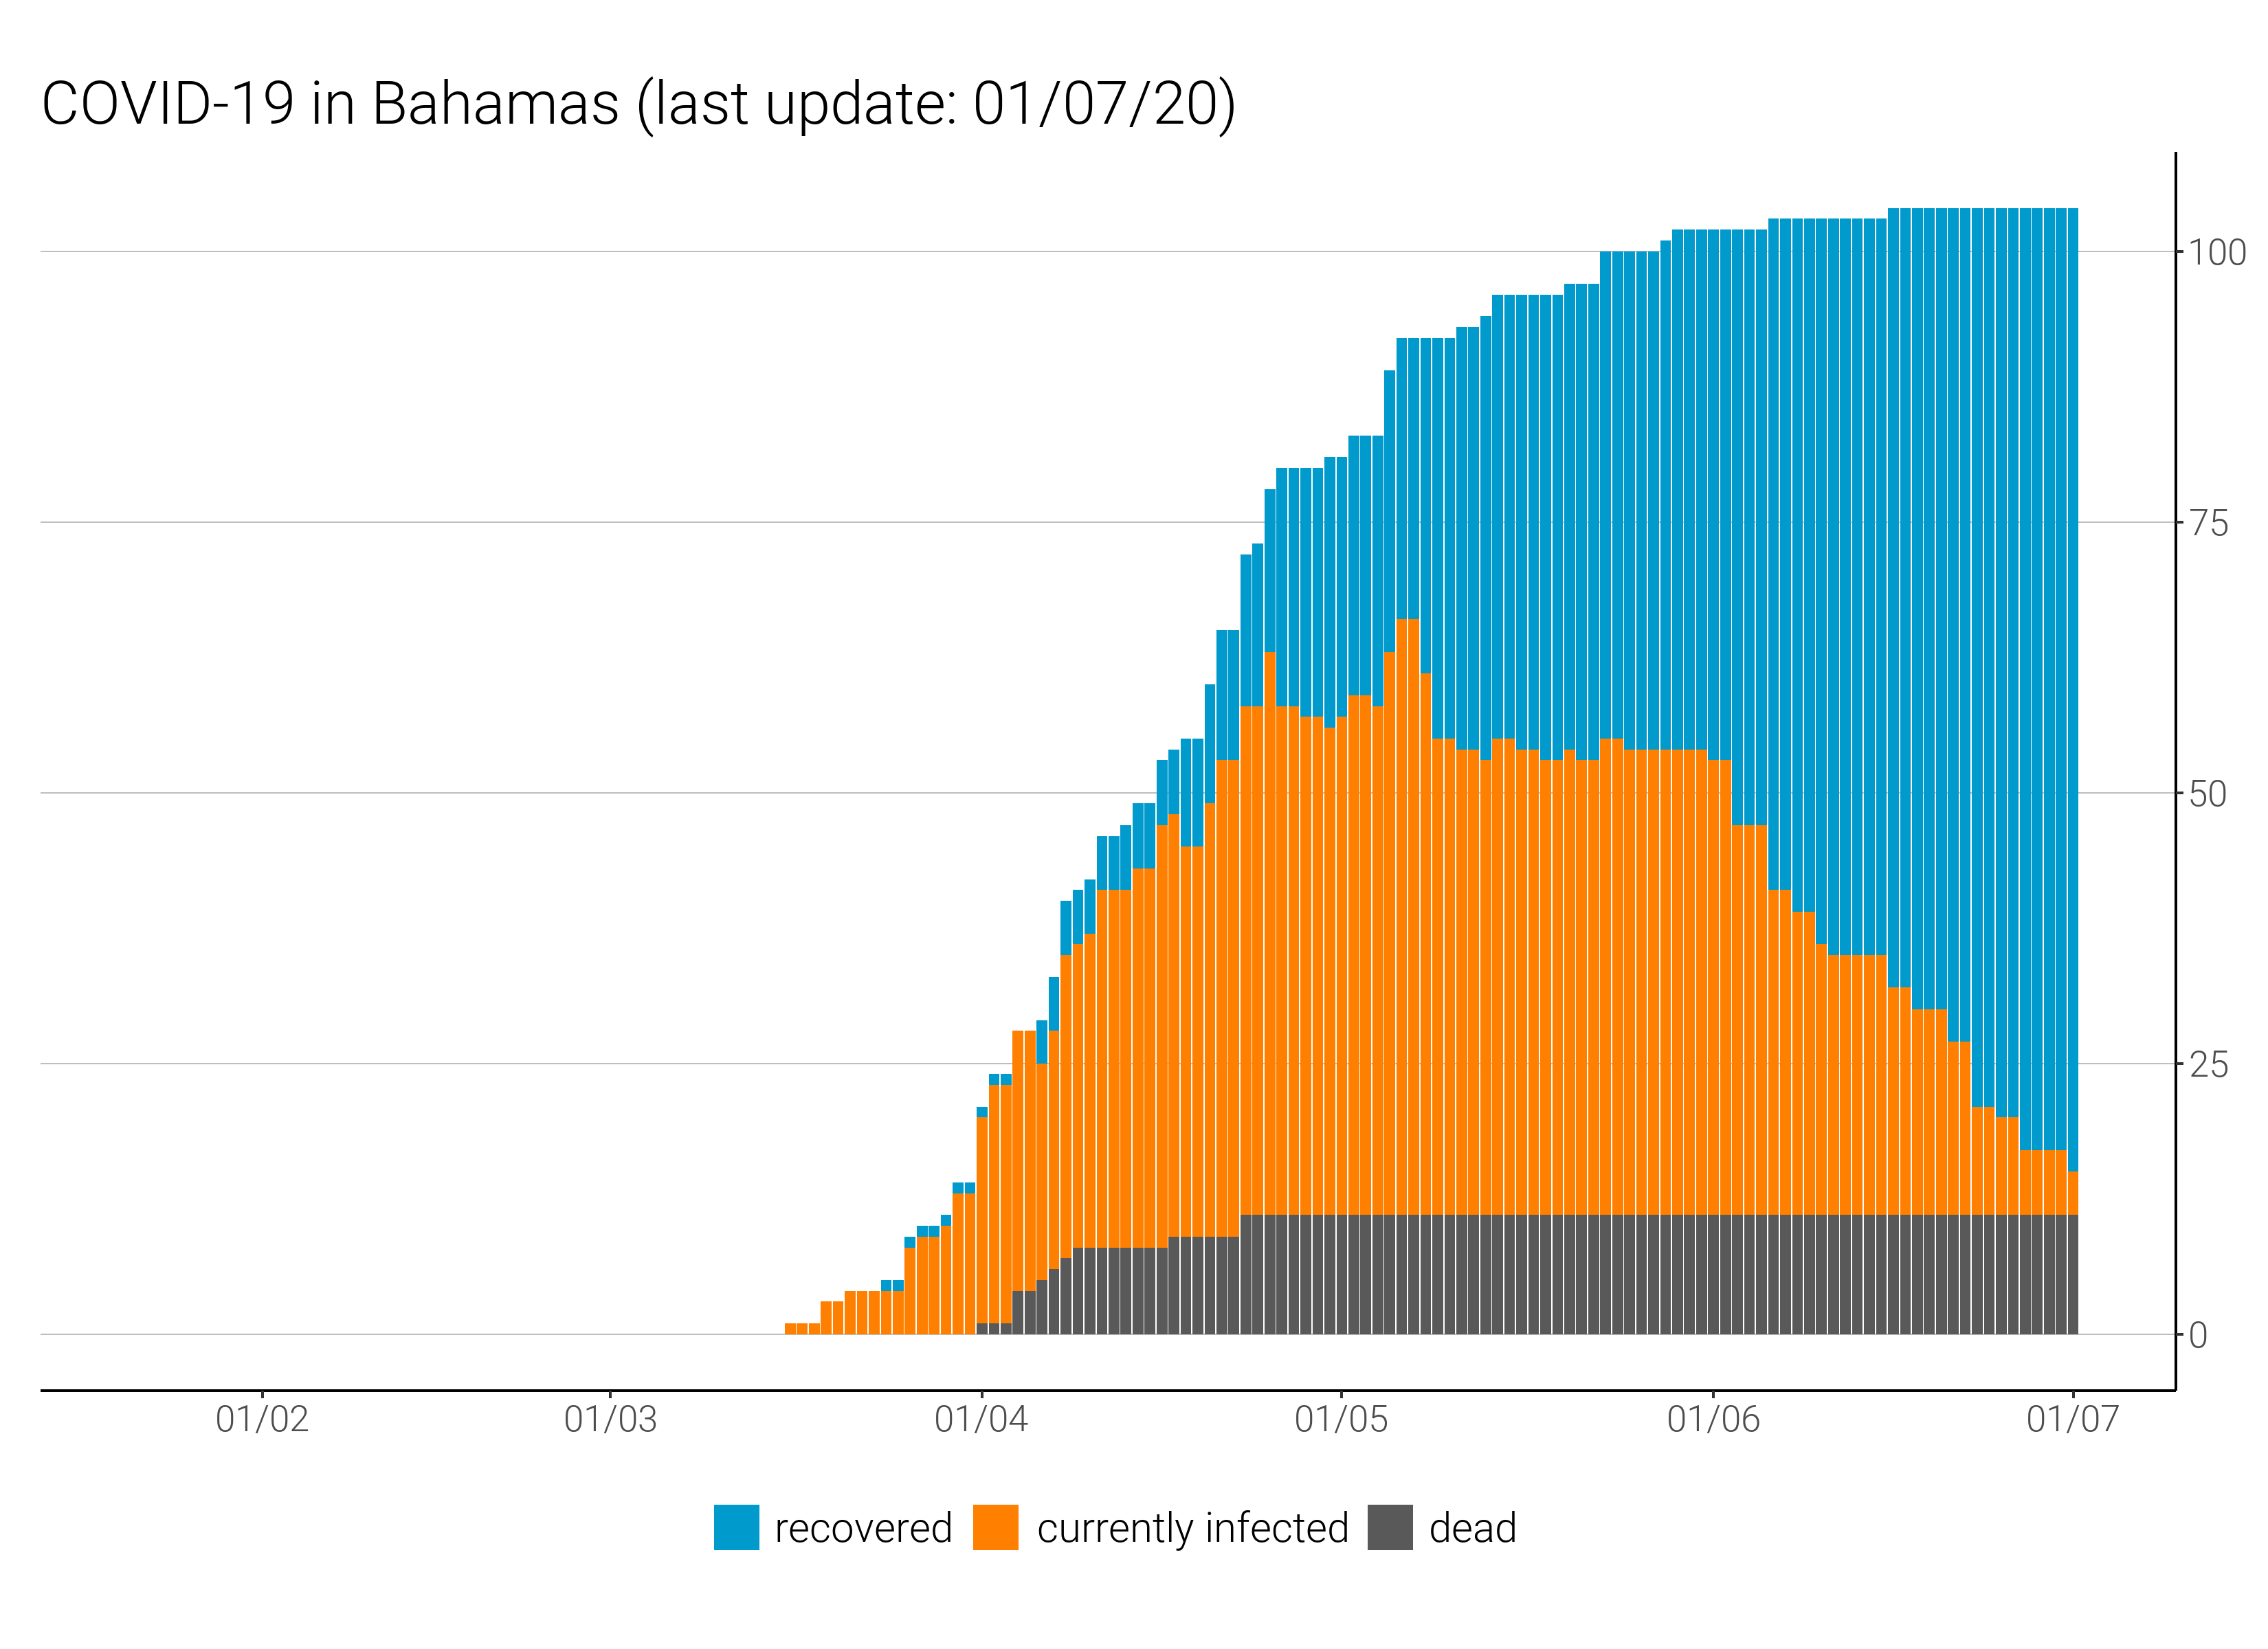 COVID-19 in Bahamas (last update: 01/07/20)
100
75
50
25
0
01/02 01/03 01/04 01/05 01/06 01/07
recovered currently infected dead